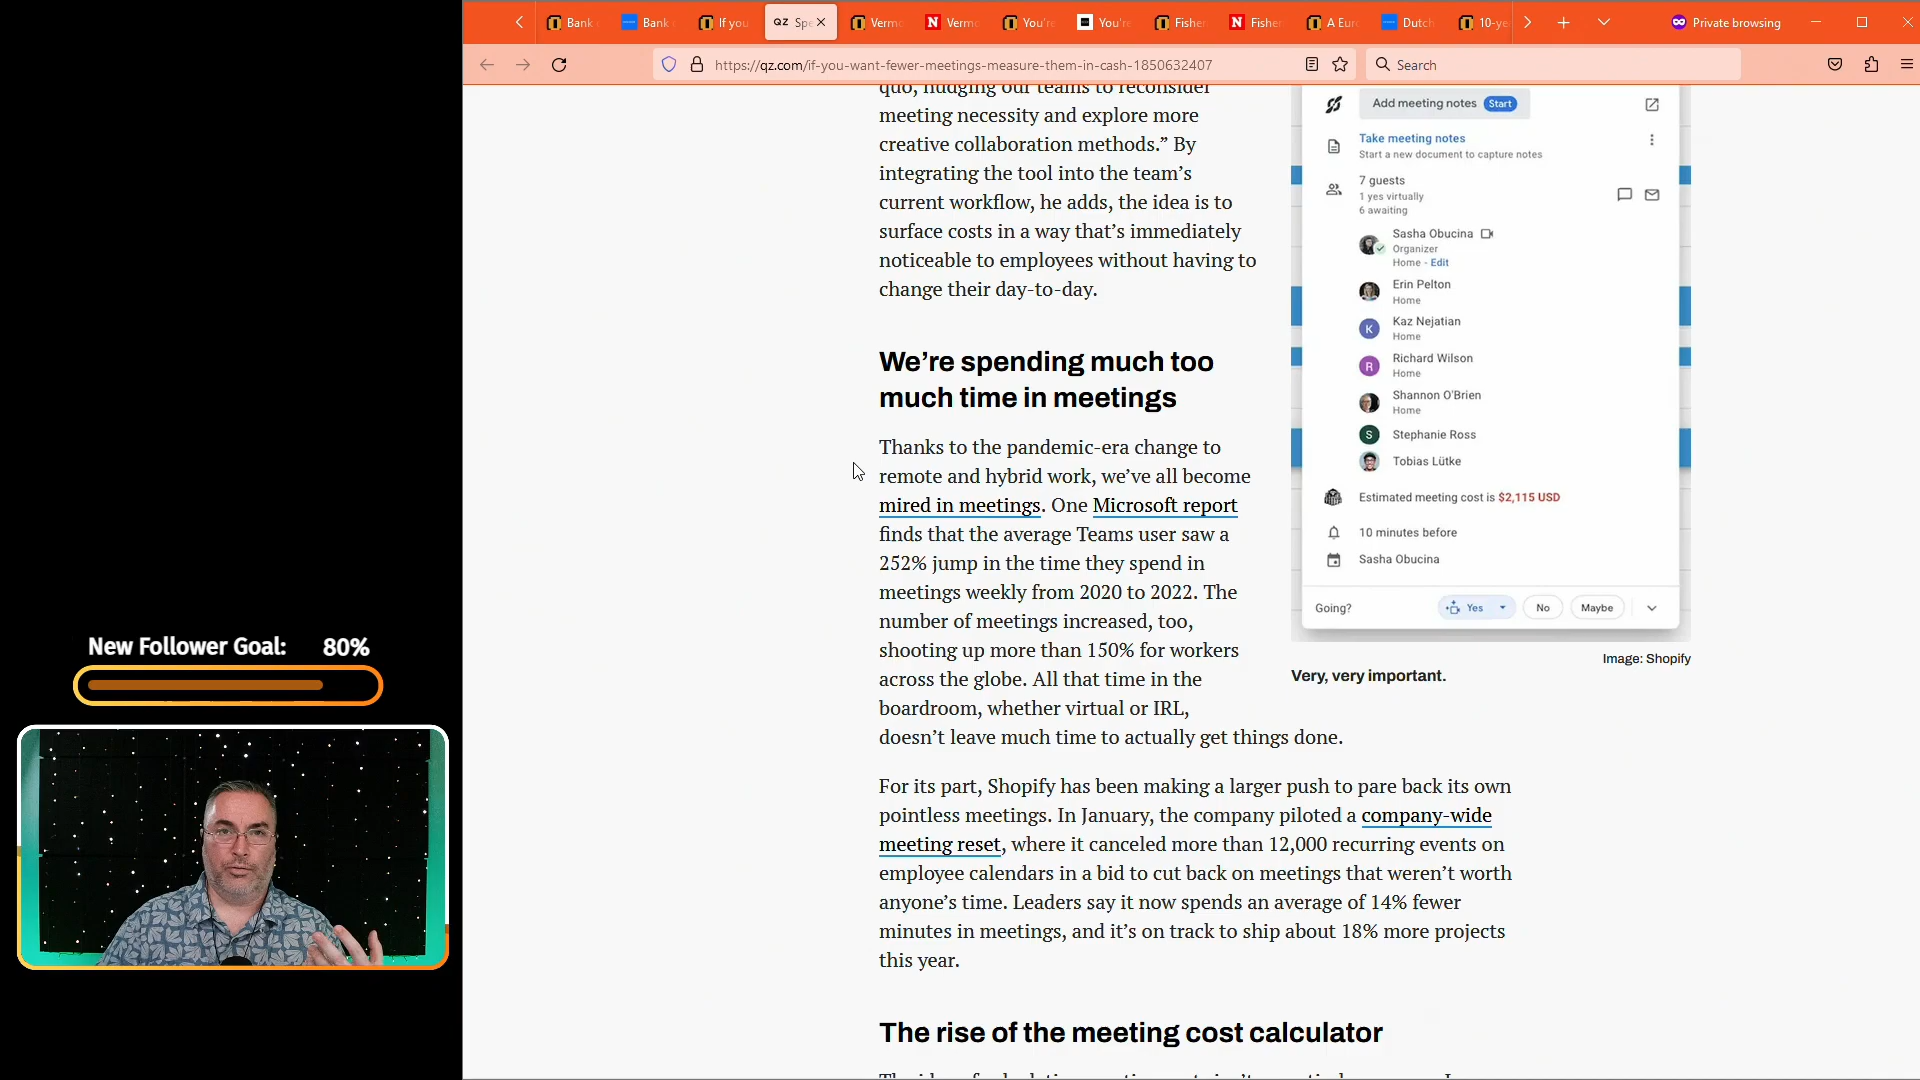 Bank
Bank
If you
QZ Spe
Vermo
Vermo
You're
You're
Fisher
Fisher
A Eur
Dutch
10-ye
Private browsing
https://qz.com/if-you-want-fewer-meetings-measure-them-in-cash-1850632407
Search
quo, nudging our teams to reconsider
meeting necessity and explore more
creative collaboration methods.” By
integrating the tool into the team’s
current workflow, he adds, the idea is to
surface costs in a way that’s immediately
noticeable to employees without having to
change their day-to-day.
We’re spending much too
much time in meetings
Thanks to the pandemic-era change to
remote and hybrid work, we’ve all become
mired in meetings. One Microsoft report
finds that the average Teams user saw a
252% jump in the time they spend in
meetings weekly from 2020 to 2022. The
number of meetings increased, too,
shooting up more than 150% for workers
across the globe. All that time in the
boardroom, whether virtual or IRL,
doesn’t leave much time to actually get things done.
For its part, Shopify has been making a larger push to pare back its own
pointless meetings. In January, the company piloted a company-wide
meeting reset, where it canceled more than 12,000 recurring events on
employee calendars in a bid to cut back on meetings that weren’t worth
anyone’s time. Leaders say it now spends an average of 14% fewer
minutes in meetings, and it’s on track to ship about 18% more projects
this year.
The rise of the meeting cost calculator
Add meeting notes Start
Take meeting notes
Start a new document to capture notes
7 guests
1 yes virtually
6 awaiting
Sasha Obucina
Organizer
Home - Edit
Erin Pelton
Home
K Kaz Nejatian
Home
R Richard Wilson
Home
Shannon O'Brien
Home
S Stephanie Ross
Tobias Lütke
Estimated meeting cost is $2,115 USD
10 minutes before
Sasha Obucina
Going? Yes No Maybe
Image: Shopify
Very, very important.
New Follower Goal: 80%